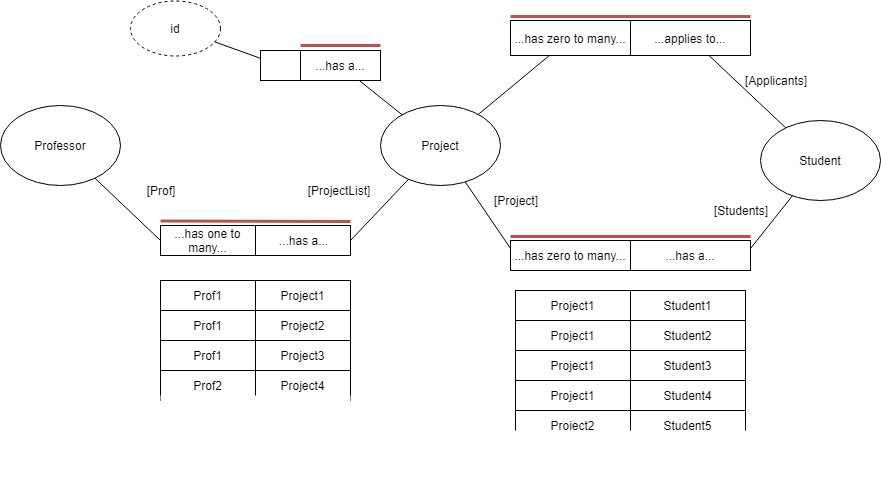 id
...has a...
...has zero to many...
...applies to...
[Applicants]
Professor
Project
Student
[Prof]
[ProjectList]
[Project]
[Students]
...has one to
many...
...has a...
...has zero to many...
...has a...
Prof1
Project1
Prof1
Project2
Prof1
Project3
Prof2
Project4
Project1
Student1
Project1
Student2
Project1
Student3
Project1
Student4
Project2
Student5